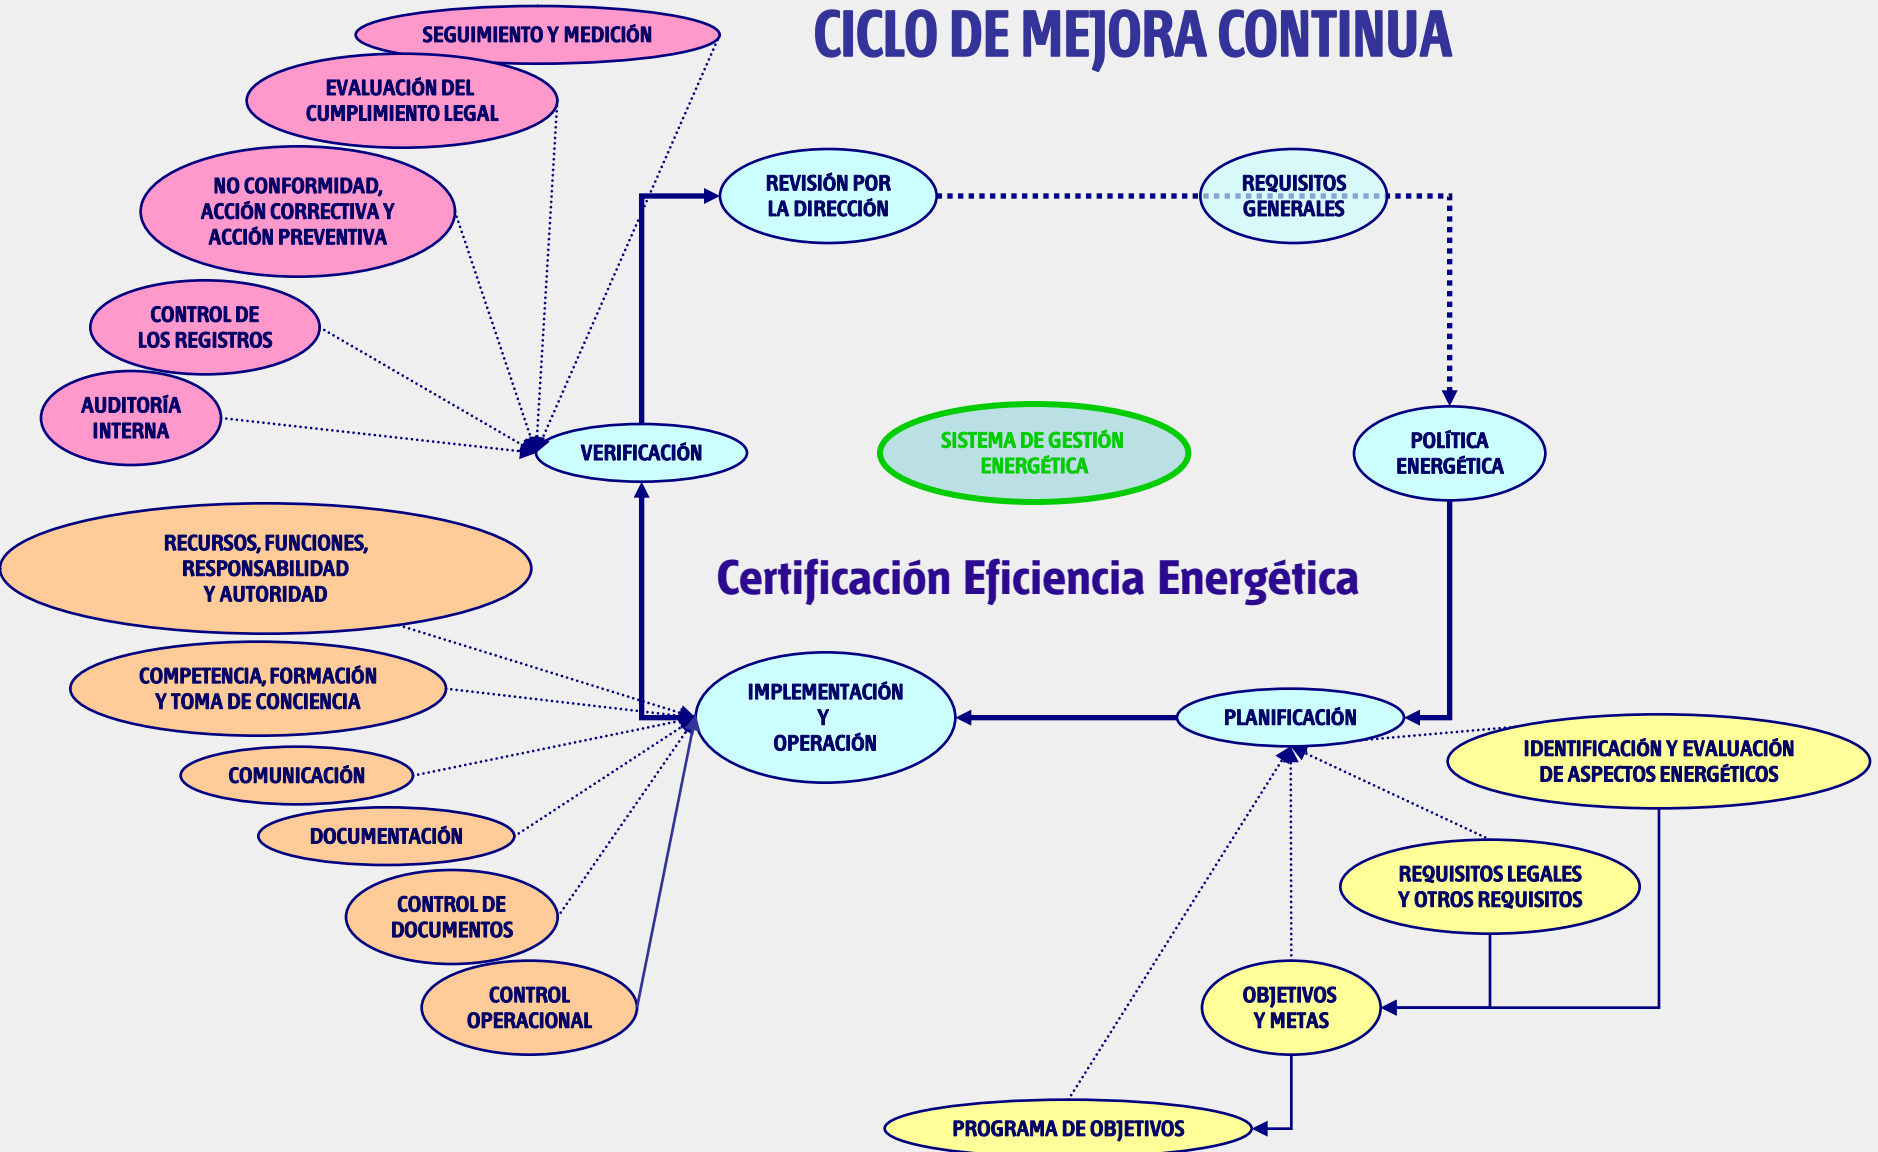 CICLO DE MEJORA CONTINUA
SEGUIMIENTO Y MEDICIÓN
EVALUACIÓN DEL
CUMPLIMIENTO LEGAL
NO CONFORMIDAD,
ACCIÓN CORRECTIVA Y
ACCIÓN PREVENTIVA
CONTROL DE
LOS REGISTROS
AUDITORÍA
INTERNA
REVISIÓN POR
LA DIRECCIÓN
REQUISITOS
GENERALES
VERIFICACIÓN
SISTEMA DE GESTIÓN
ENERGÉTICA
POLÍTICA
ENERGÉTICA
Certificación Eficiencia Energética
RECURSOS, FUNCIONES,
RESPONSABILIDAD
Y AUTORIDAD
COMPETENCIA, FORMACIÓN
Y TOMA DE CONCIENCIA
COMUNICACIÓN
DOCUMENTACIÓN
CONTROL DE
DOCUMENTOS
CONTROL
OPERACIONAL
IMPLEMENTACIÓN
Y
OPERACIÓN
PLANIFICACIÓN
IDENTIFICACIÓN Y EVALUACIÓN
DE ASPECTOS ENERGÉTICOS
REQUISITOS LEGALES
Y OTROS REQUISITOS
OBJETIVOS
Y METAS
PROGRAMA DE OBJETIVOS